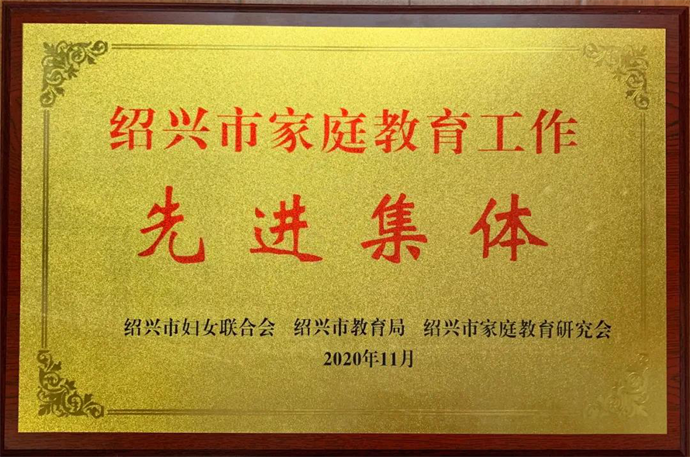 绍兴市家庭教育工作
先进集体
绍兴市妇女联合会 绍兴市教育局 绍兴市家庭教育研究会
2020年11月